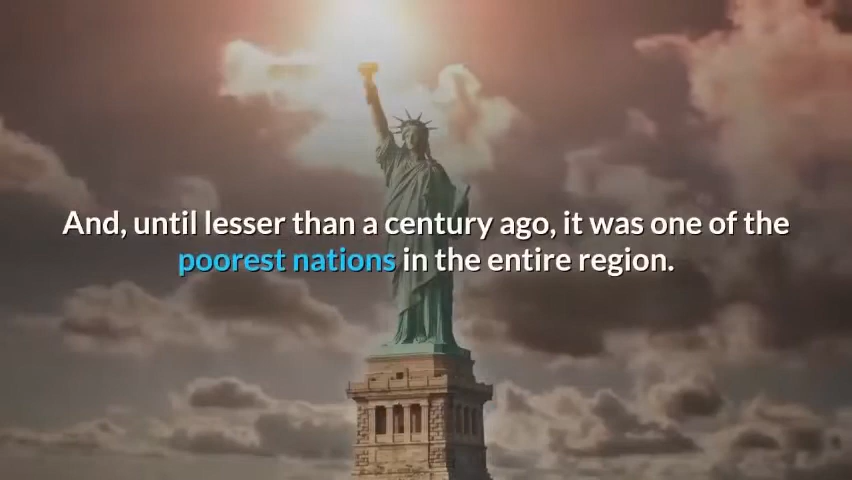 And, until lesser than a century ago, it was one of the
poorest nations in the entire region.